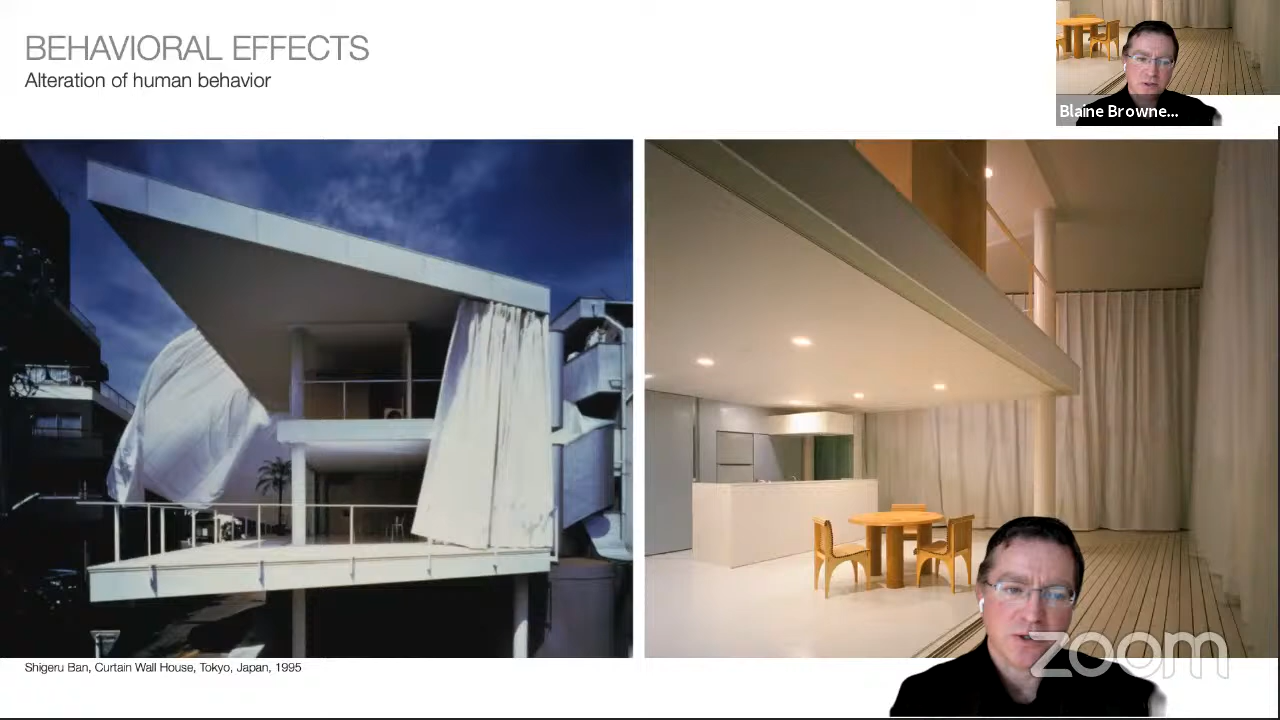 BEHAVIORAL EFFECTS
Alteration of human behavior
Blaine Browne...
Shigeru Ban, Curtain Wall House, Tokyo, Japan, 1995
zoom